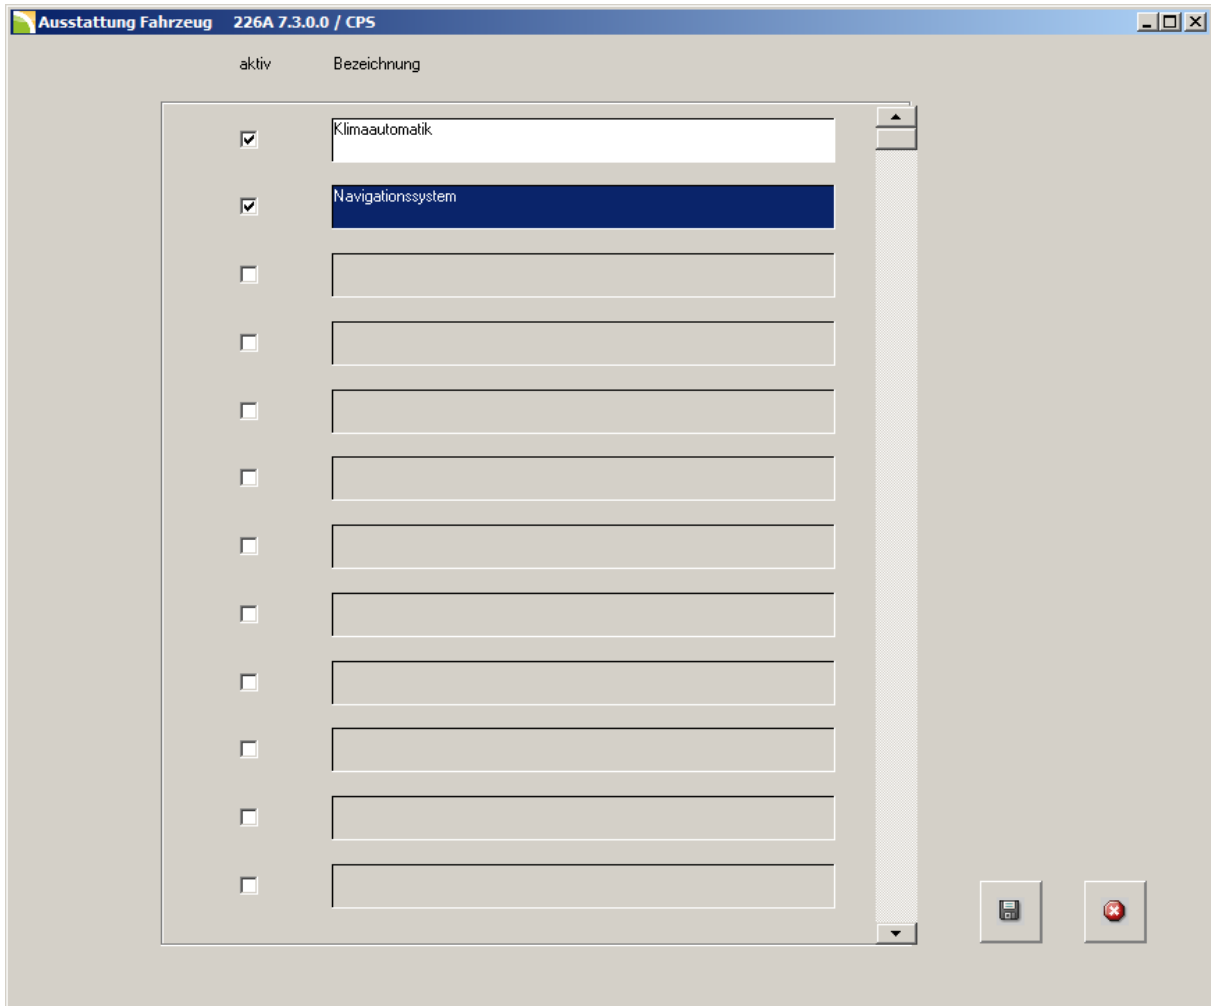 Ausstattung Fahrzeug 226A 7.3.0.0 / CPS
aktiv Bezeichnung
Klimaautomatik
Navigationssystem